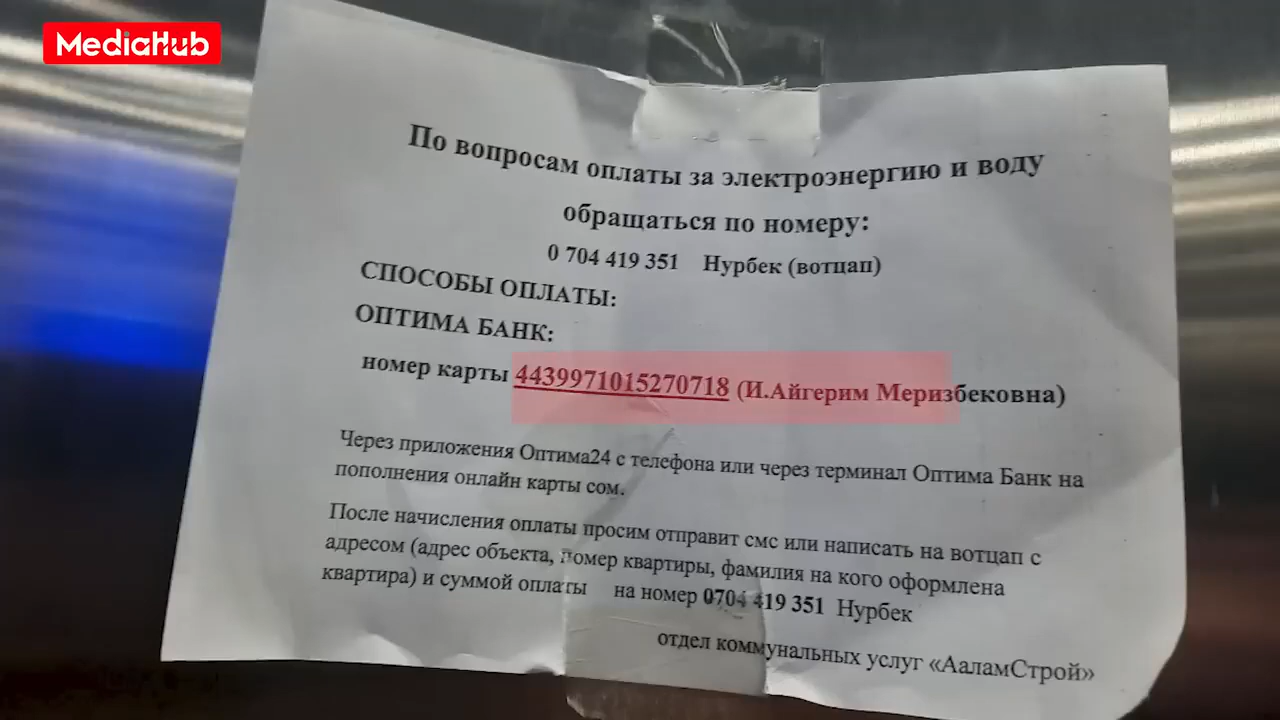 MediaHub
По вопросам оплаты за электроэнергию и воду
обращаться по номеру:
0 704 419 351 Нурбек (вотцап)
СПОСОБЫ ОПЛАТЫ:
ОПТИМА БАНК:
номер карты 4439971015270718 (И.Айгерим Меризбековна)
Через приложения Оптима24 с телефона или через терминал Оптима Банк на
пополнения онлайн карты сом.
После начисления оплаты просим отправит смс или написать на вотцап с
адресом (адрес объекта, номер квартиры, фамилия на кого оформлена
квартира) и суммой оплаты на номер 0704 419 351 Нурбек
отдел коммунальных услуг «ААламСтрой»